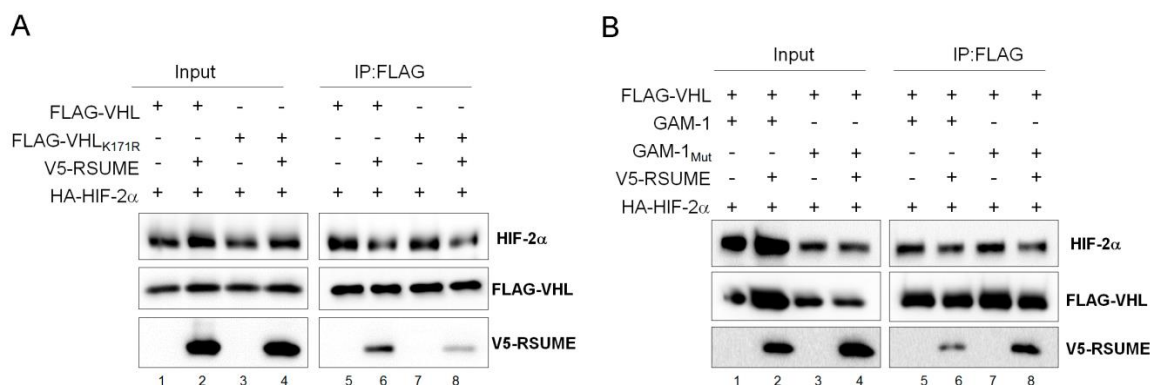 A
Input IP:FLAG
FLAG-VHL + + - - + + - -
FLAG-VHLK171R - - + + - - + +
V5-RSUME - + - + - + - +
HA-HIF-2α + + + + + + + +
HIF-2α
FLAG-VHL
V5-RSUME
1 2 3 4 5 6 7 8
B
Input IP:FLAG
FLAG-VHL + + + + + + + +
GAM-1 + + - - + + - -
GAM-1Mut - - + + - - + +
V5-RSUME - + - + - + - +
HA-HIF-2α + + + + + + + +
HIF-2α
FLAG-VHL
V5-RSUME
1 2 3 4 5 6 7 8